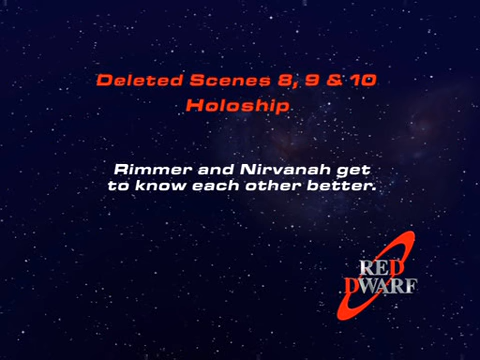 Deleted Scenes 8, 9 & 10
Holoship
Rimmer and Nirvanah get
to know each other better.
RED
DWARF